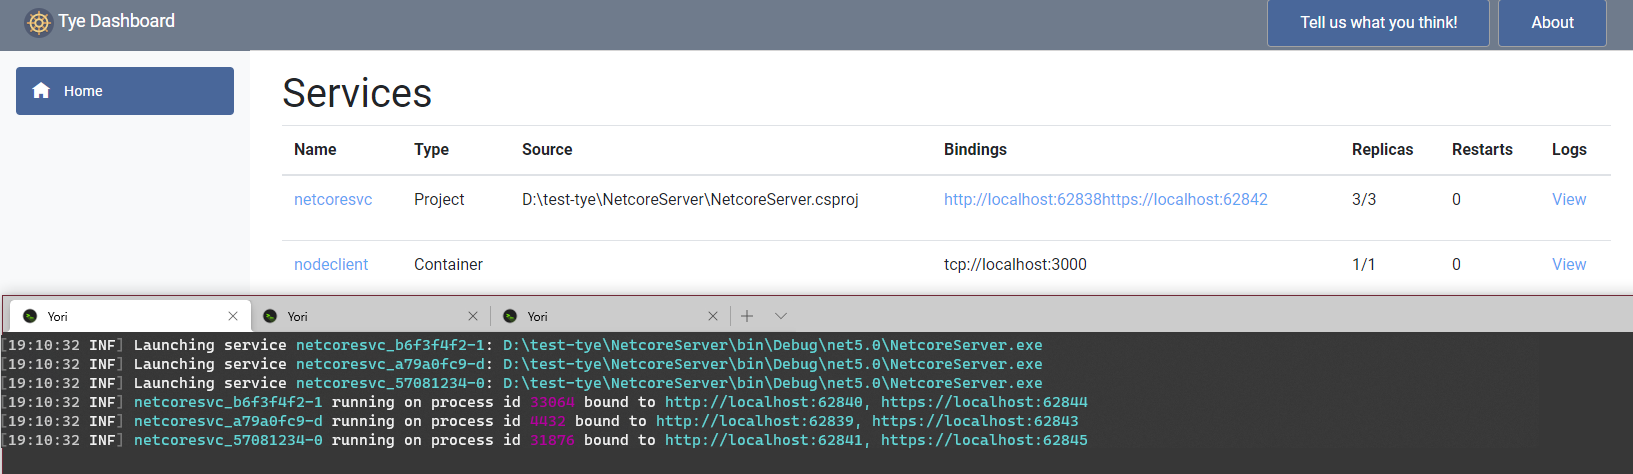 Tye Dashboard
Tell us what you think!
About
Home
Services
Name Type Source Bindings Replicas Restarts Logs
netcoresvc Project D:\test-tye\NetcoreServer\NetcoreServer.csproj http://localhost:62838https://localhost:62842 3/3 0 View
nodeclient Container tcp://localhost:3000 1/1 0 View
Yori Yori Yori
[19:10:32 INF] Launching service netcoresvc_b6f3f4f2-1: D:\test-tye\NetcoreServer\bin\Debug\net5.0\NetcoreServer.exe
[19:10:32 INF] Launching service netcoresvc_a79a0fc9-d: D:\test-tye\NetcoreServer\bin\Debug\net5.0\NetcoreServer.exe
[19:10:32 INF] Launching service netcoresvc_57081234-0: D:\test-tye\NetcoreServer\bin\Debug\net5.0\NetcoreServer.exe
[19:10:32 INF] netcoresvc_b6f3f4f2-1 running on process id 33064 bound to http://localhost:62840, https://localhost:62844
[19:10:32 INF] netcoresvc_a79a0fc9-d running on process id 4432 bound to http://localhost:62839, https://localhost:62843
[19:10:32 INF] netcoresvc_57081234-0 running on process id 31876 bound to http://localhost:62841, https://localhost:62845